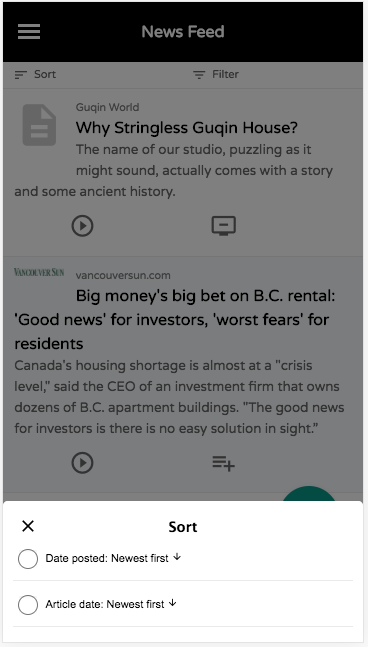 News Feed
Sort
Filter
Guqin World
Why Stringless Guqin House?
The name of our studio, puzzling as it
might sound, actually comes with a story
and some ancient history.
VANCOUVER SUN
vancouversun.com
Big money's big bet on B.C. rental:
'Good news' for investors, 'worst fears' for
residents
Canada's housing shortage is almost at a "crisis
level," said the CEO of an investment firm that owns
dozens of B.C. apartment buildings. "The good news
for investors is there is no easy solution in sight."
Sort
Date posted: Newest first ↓
Article date: Newest first ↓